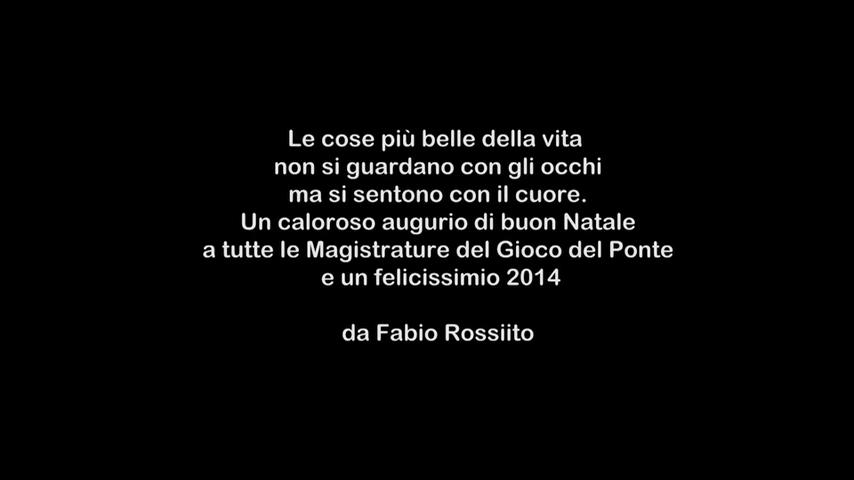 Le cose più belle della vita
non si guardano con gli occhi
ma si sentono con il cuore.
Un caloroso augurio di buon Natale
a tutte le Magistrature del Gioco del Ponte
e un felicissimio 2014
da Fabio Rossiito